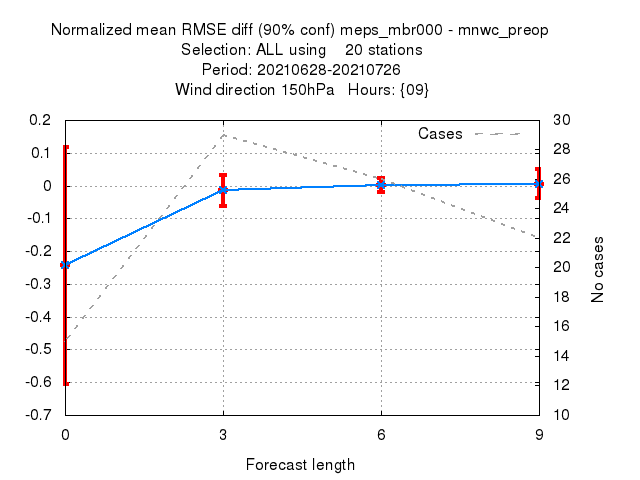 Normalized mean RMSE diff (90% conf) meps_mbr000 - mnwc_preop
Selection: ALL using    20 stations
Period: 20210628-20210726
Wind direction 150hPa   Hours: {09}
Cases
0.2
0.1
0
-0.1
-0.2
-0.3
-0.4
-0.5
-0.6
-0.7
30
28
26
24
22
20
18
16
14
12
10
No cases
0 3 6 9
Forecast length